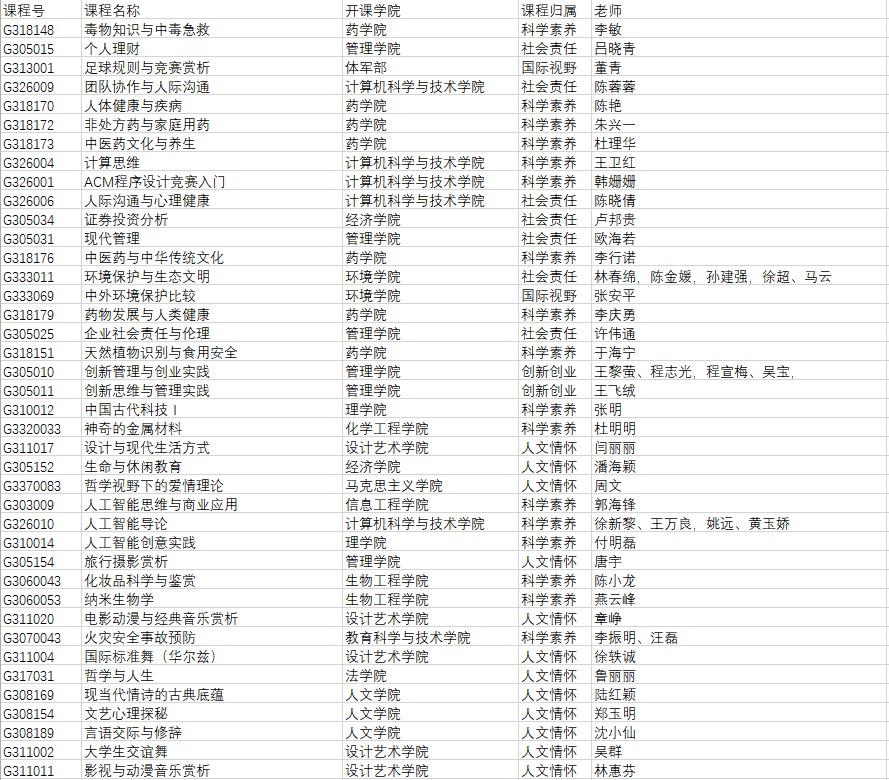 课程号 课程名称 开课学院 课程归属 老师
G318148 毒物知识与中毒急救 药学院 科学素养 李敏
G305015 个人理财 管理学院 社会责任 吕晓青
G313001 足球规则与竞赛赏析 体军部 国际视野 董青
G326009 团队协作与人际沟通 计算机科学与技术学院 社会责任 陈蓉蓉
G318170 人体健康与疾病 药学院 科学素养 陈艳
G318172 非处方药与家庭用药 药学院 科学素养 朱兴一
G318173 中医药文化与养生 药学院 科学素养 杜理华
G326004 计算思维 计算机科学与技术学院 科学素养 王卫红
G326001 ACM程序设计竞赛入门 计算机科学与技术学院 科学素养 韩姗姗
G326006 人际沟通与心理健康 计算机科学与技术学院 社会责任 陈晓倩
G305034 证券投资分析 经济学院 社会责任 卢邦贵
G305031 现代管理 管理学院 社会责任 欧海若
G318176 中医药与中华传统文化 药学院 科学素养 李行诺
G333011 环境保护与生态文明 环境学院 社会责任 林春绵，陈金媛，孙建强，徐超、马云
G333069 中外环境保护比较 环境学院 国际视野 张安平
G318179 药物发展与人类健康 药学院 科学素养 李庆勇
G305025 企业社会责任与伦理 管理学院 社会责任 许伟通
G318151 天然植物识别与食用安全 药学院 科学素养 于海宁
G305010 创新管理与创业实践 管理学院 创新创业 王黎萤、程志光，程宣梅、吴宝，
G305011 创新思维与管理实践 管理学院 创新创业 王飞绒
G310012 中国古代科技Ⅰ 理学院 科学素养 张明
G3320033 神奇的金属材料 化学工程学院 科学素养 杜明明
G311017 设计与现代生活方式 设计艺术学院 人文情怀 闫丽丽
G305152 生命与休闲教育 经济学院 人文情怀 潘海颖
G3370083 哲学视野下的爱情理论 马克思主义学院 人文情怀 周文
G303009 人工智能思维与商业应用 信息工程学院 科学素养 郭海锋
G326010 人工智能导论 计算机科学与技术学院 科学素养 徐新黎、王万良，姚远、黄玉娇
G310014 人工智能创意实践 理学院 科学素养 付明磊
G305154 旅行摄影赏析 管理学院 人文情怀 唐宇
G3060043 化妆品科学与鉴赏 生物工程学院 科学素养 陈小龙
G3060053 纳米生物学 生物工程学院 科学素养 燕云峰
G311020 电影动漫与经典音乐赏析 设计艺术学院 人文情怀 章峥
G3070043 火灾安全事故预防 教育科学与技术学院 科学素养 李振明、汪磊
G311004 国际标准舞（华尔兹） 设计艺术学院 人文情怀 徐轶诚
G317031 哲学与人生 法学院 人文情怀 鲁丽丽
G308169 现当代情诗的古典底蕴 人文学院 人文情怀 陆红颖
G308154 文艺心理探秘 人文学院 人文情怀 郑玉明
G308189 言语交际与修辞 人文学院 人文情怀 沈小仙
G311002 大学生交谊舞 设计艺术学院 人文情怀 吴群
G311011 影视与动漫音乐赏析 设计艺术学院 人文情怀 林惠芬